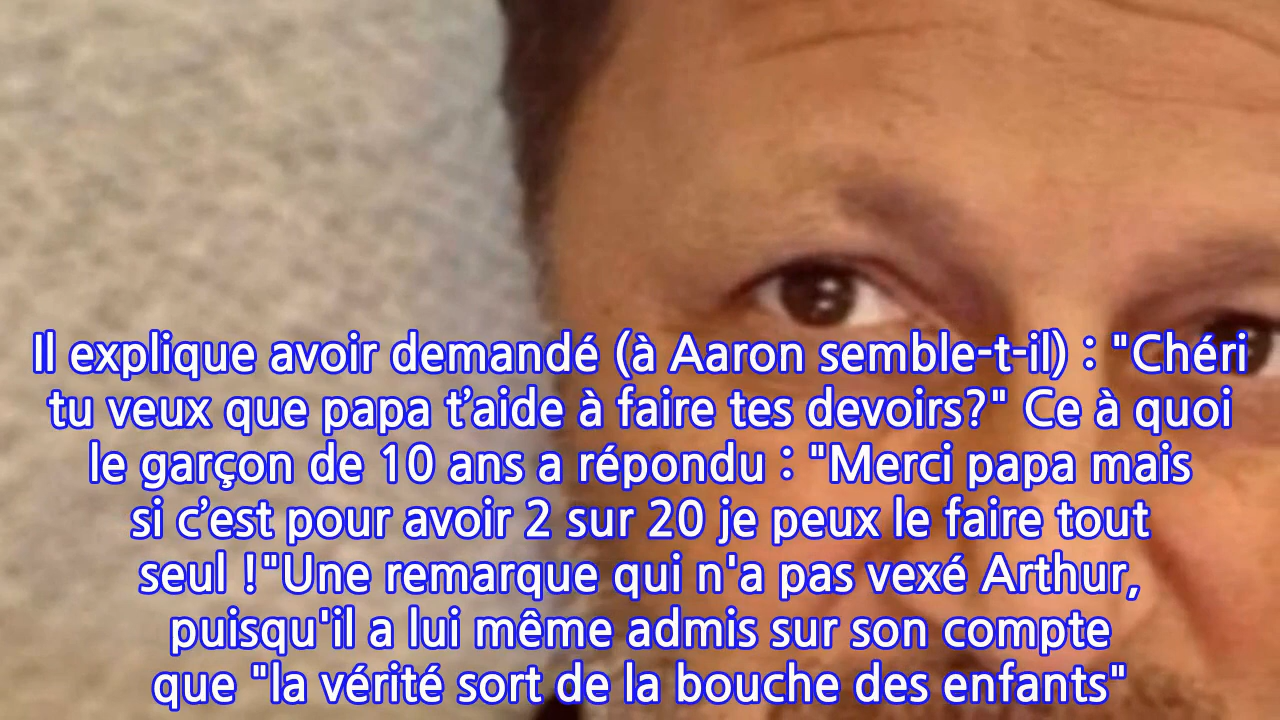 Il explique avoir demandé (à Aaron semble-t-il) : "Chéri
tu veux que papa t’aide à faire tes devoirs?" Ce à quoi
le garçon de 10 ans a répondu : "Merci papa mais
si c’est pour avoir 2 sur 20 je peux le faire tout
seul !"Une remarque qui n'a pas vexé Arthur,
puisqu'il a lui même admis sur son compte
que "la vérité sort de la bouche des enfants"